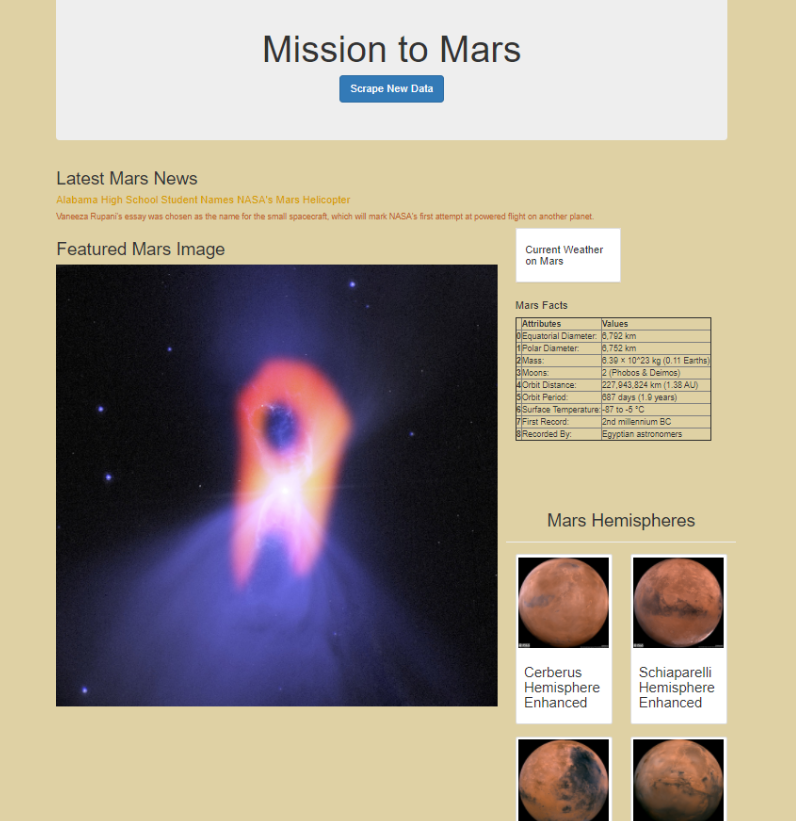 Mission to Mars
Scrape New Data
Latest Mars News
Alabama High School Student Names NASA's Mars Helicopter
Vaneeza Rupani's essay was chosen as the name for the small spacecraft, which will mark NASA's first attempt at powered flight on another planet.
Featured Mars Image
Current Weather
on Mars
Mars Facts
Attributes Values
0 Equatorial Diameter: 6,792 km
1 Polar Diameter: 6,752 km
2 Mass: 6.39 × 10^23 kg (0.11 Earths)
3 Moons: 2 (Phobos & Deimos)
4 Orbit Distance: 227,943,824 km (1.38 AU)
5 Orbit Period: 687 days (1.9 years)
6 Surface Temperature: -87 to -5 °C
7 First Record: 2nd millennium BC
8 Recorded By: Egyptian astronomers
Mars Hemispheres
Cerberus
Hemisphere
Enhanced
Schiaparelli
Hemisphere
Enhanced